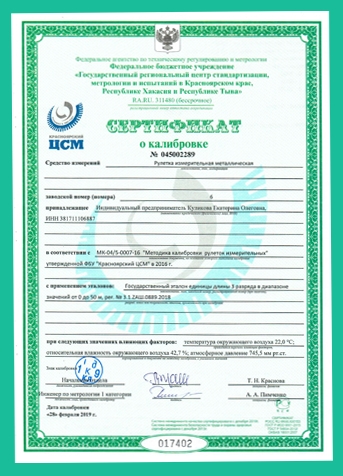 Федеральное агентство по техническому регулированию и метрологии
Федеральное бюджетное учреждение
«Государственный региональный центр стандартизации,
метрологии и испытаний в Красноярском крае,
Республике Хакасия и Республике Тыва»
RA.RU. 311480 (бессрочное)
КРАСНОЯРСКИЙ
ЦСМ
СЕРТИФИКАТ
о калибровке
№ 045002289
Средство измерений Рулетка измерительная металлическая
заводской номер (номера) 6
принадлежащее Индивидуальный предприниматель Куликова Екатерина Олеговна,
ИНН 381711106887
в соответствии с МК-04/5-0007-16 "Методика калибровки рулеток измерительных"
утвержденной ФБУ "Красноярский ЦСМ" в 2016 г.
с применением эталонов: Государственный эталон единицы длины 3 разряда в диапазоне
значений от 0 до 50 м, рег. № 3.1.ZАШ.0889.2018
при следующих значениях влияющих факторов: температура окружающего воздуха 22,0 °С;
относительная влажность окружающего воздуха 42,7 %; атмосферное давление 745,5 мм рт.ст.
Знак калибровки
Начальник отдела Т. Н. Краснова
Инженер по метрологии 1 категории А. А. Панченко
Дата калибровки
«28» февраля 2019 г.
017402